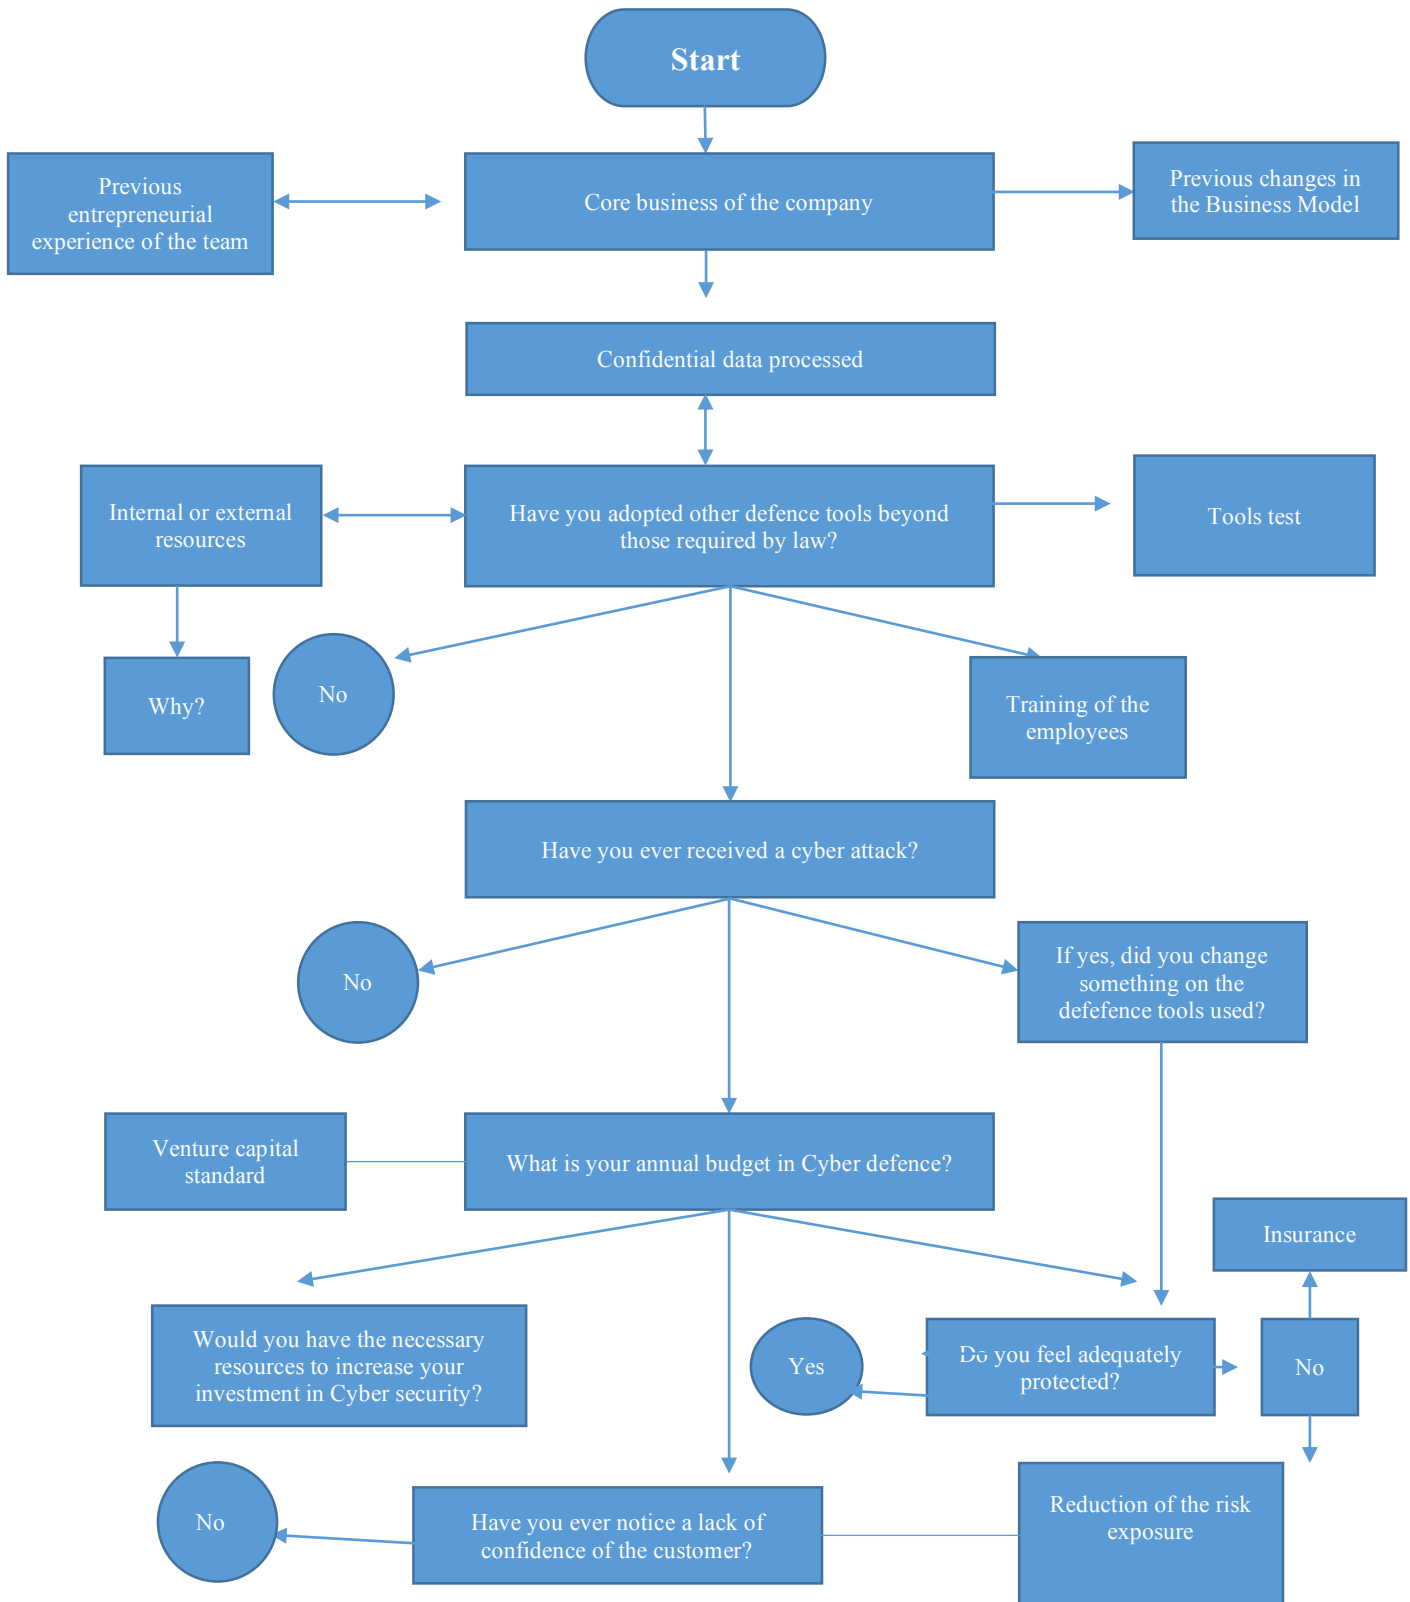 Start
Previous
entrepreneurial
experience of the team
Core business of the company
Previous changes in
the Business Model
Confidential data processed
Internal or external
resources
Have you adopted other defence tools beyond
those required by law?
Tools test
Why?
No
Training of the
employees
Have you ever received a cyber attack?
No
If yes, did you change
something on the
defefence tools used?
Venture capital
standard
What is your annual budget in Cyber defence?
Insurance
Would you have the necessary
resources to increase your
investment in Cyber security?
Yes
Do you feel adequately
protected?
No
No
Have you ever notice a lack of
confidence of the customer?
Reduction of the risk
exposure